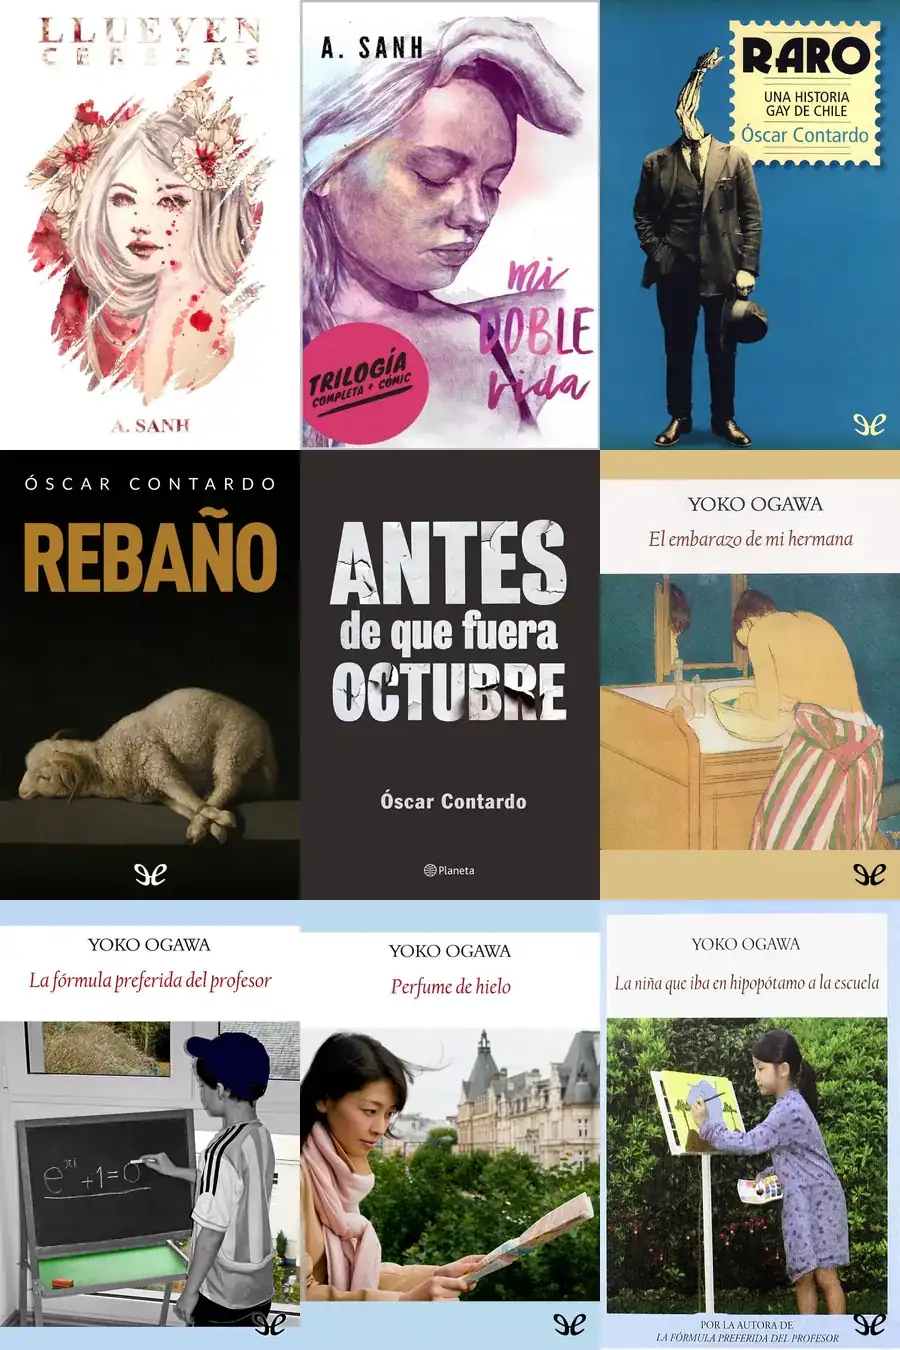 LLUEVEN
CEREZAS
A. SANH
A. SANH
mi
DOBLE
vida
TRILOGÍA
COMPLETA + CÓMIC
RARO
UNA HISTORIA
GAY DE CHILE
Óscar Contardo
ÓSCAR CONTARDO
REBAÑO
ANTES
de que fuera
OCTUBRE
Óscar Contardo
Planeta
YOKO OGAWA
El embarazo de mi hermana
YOKO OGAWA
La fórmula preferida del profesor
e^πi +1=0
YOKO OGAWA
Perfume de hielo
YOKO OGAWA
La niña que iba en hipopótamo a la escuela
POR LA AUTORA DE
LA FÓRMULA PREFERIDA DEL PROFESOR